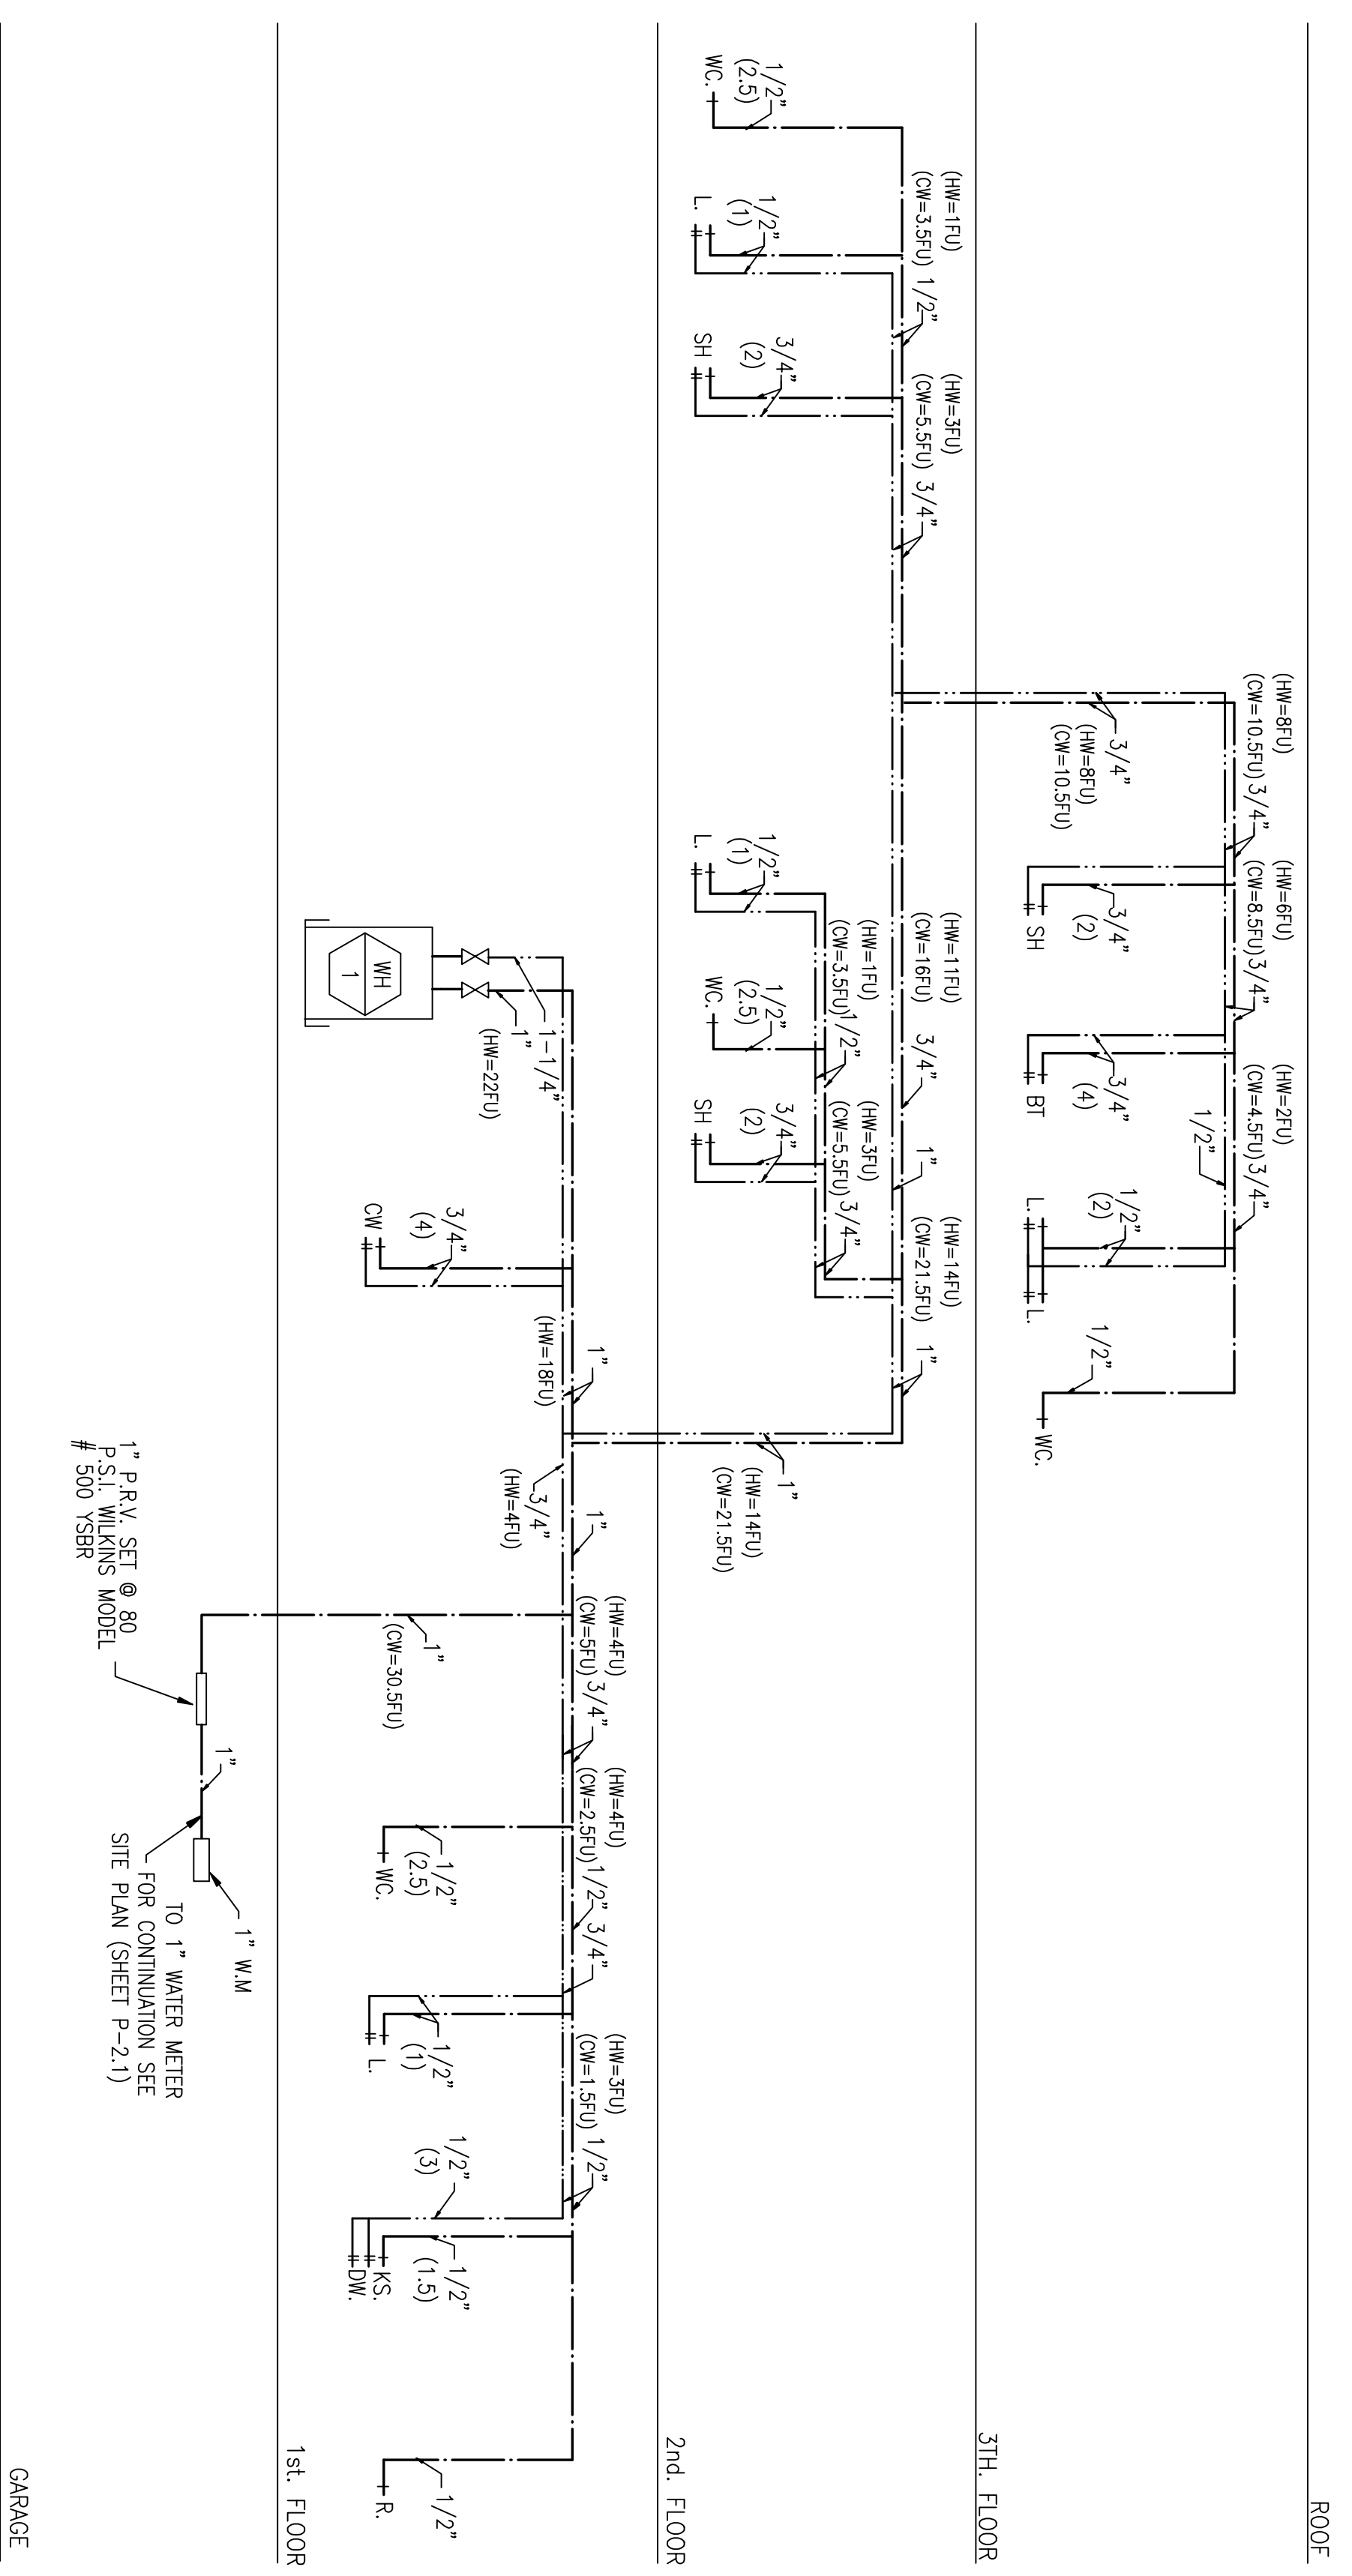 ROOF
(HW=8FU)
(CW=10.5FU) 3/4"
(HW=6FU)
(CW=8.5FU) 3/4"
(HW=2FU)
(CW=4.5FU) 3/4"
1/2"
3/4"
(HW=8FU)
(CW=10.5FU)
3/4"
(2)
SH
3/4"
(4)
BT
1/2"
(2)
L.
L.
1/2"
WC.
3TH. FLOOR
(HW=1FU)
(CW=3.5FU) 1/2"
(HW=3FU)
(CW=5.5FU) 3/4"
(HW=11FU)
(CW=16FU)
3/4"
1"
(HW=14FU)
(CW=21.5FU)
1"
1/2"
(2.5)
WC.
1/2"
(1)
L.
3/4"
(2)
SH
(HW=1FU)
(CW=3.5FU) 1/2"
(HW=3FU)
(CW=5.5FU) 3/4"
1/2"
(1)
L.
1/2"
(2.5)
WC.
3/4"
(2)
SH
1"
(HW=14FU)
(CW=21.5FU)
2nd. FLOOR
1-1/4"
1"
(HW=22FU)
WH
1
3/4"
(4)
CW
1"
(HW=18FU)
3/4"
(HW=4FU)
1"
(HW=4FU)
(CW=5FU) 3/4"
(HW=4FU)
(CW=2.5FU) 1/2"
3/4"
(HW=3FU)
(CW=1.5FU) 1/2"
1"
(CW=30.5FU)
1/2"
(2.5)
WC.
1/2"
(1)
L.
1/2"
(3)
1/2"
(1.5)
KS.
DW.
1/2"
R.
1st. FLOOR
1" P.R.V. SET @ 80
P.S.I. WILKINS MODEL
# 500 YSBR
1"
1" W.M
TO 1" WATER METER
FOR CONTINUATION SEE
SITE PLAN (SHEET P-2.1)
GARAGE